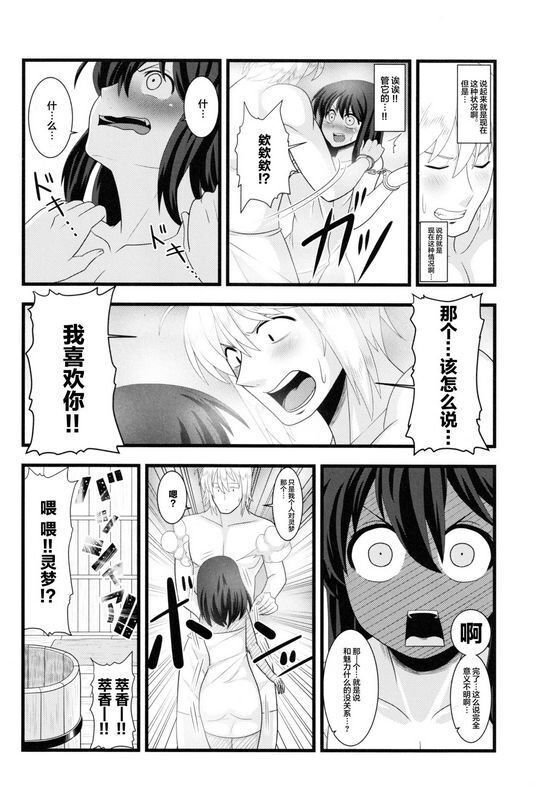 说起来就是现在
这种状况啊。
但是…
说的就是
现在这种情况啊…
诶诶!!
管它的…!!
欸欸欸!?
什…
什…么…
ドキ
ドキ
那个…该怎么说…
我喜欢你!!
啊
完了…这么说完全
意义不明啊…
那…个…就是说
和魅力什么的没
关系…?
只是我个人对灵梦
那个…
嗯?
喂 喂!!灵梦!?
萃香—!!
萃香—!!